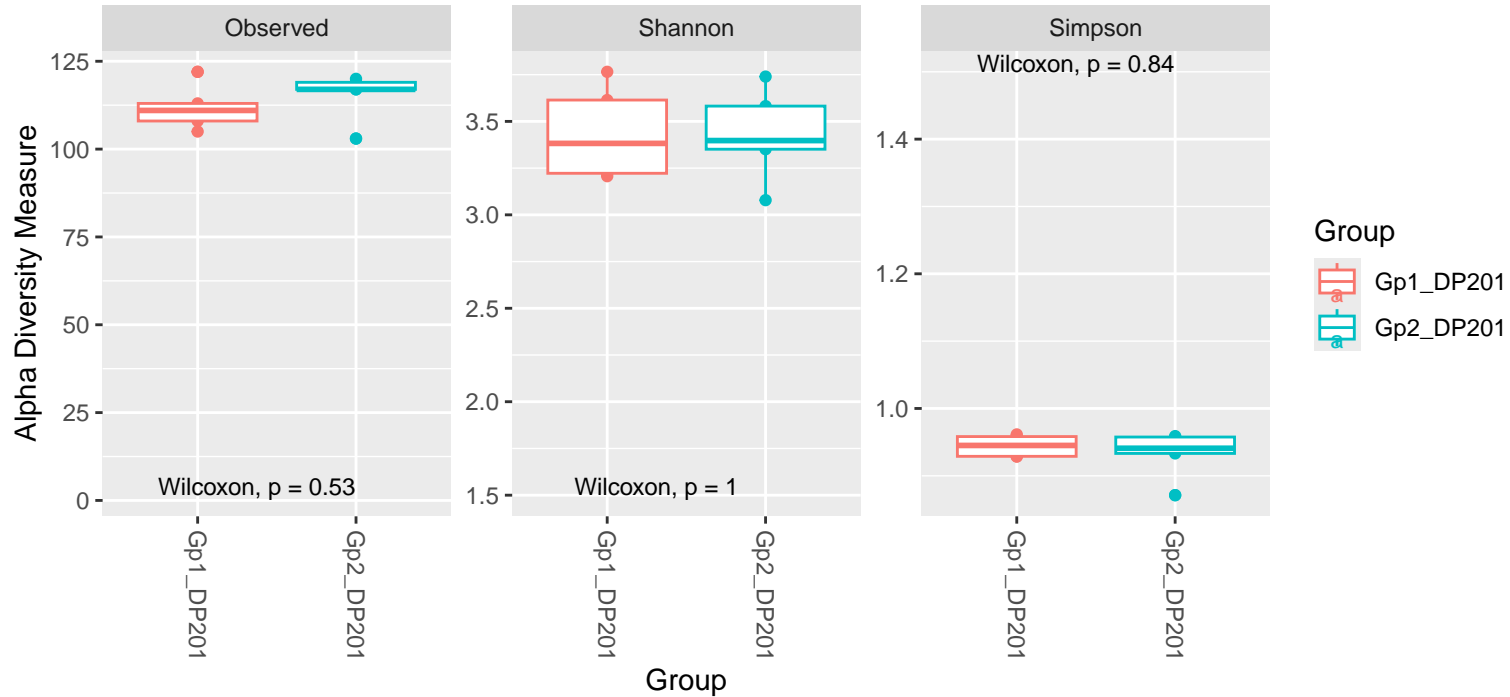 Observed
Shannon
Simpson
Alpha Diversity Measure
125
100
75
50
25
0
Wilcoxon, p = 0.53
3.5
3.0
2.5
2.0
1.5
Wilcoxon, p = 1
Wilcoxon, p = 0.84
1.4
1.2
1.0
Gp1_DP201
Gp2_DP201
Gp1_DP201
Gp2_DP201
Gp1_DP201
Gp2_DP201
Group
Group
a
Gp1_DP201
a
Gp2_DP201